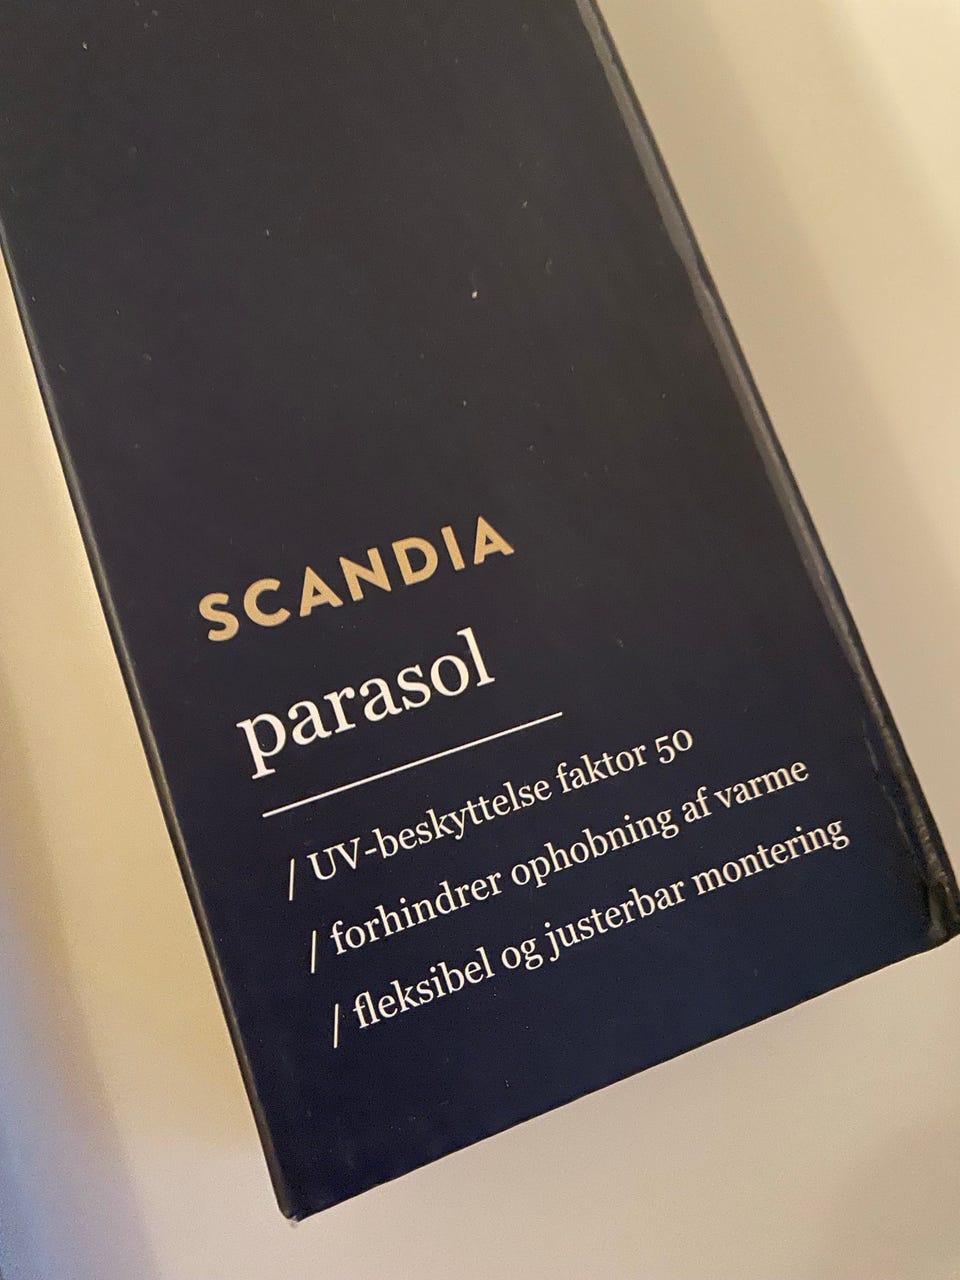 SCANDIA
parasol
/ UV-beskyttelse faktor 50
/ forhindrer ophobning af varme
/ fleksibel og justerbar montering